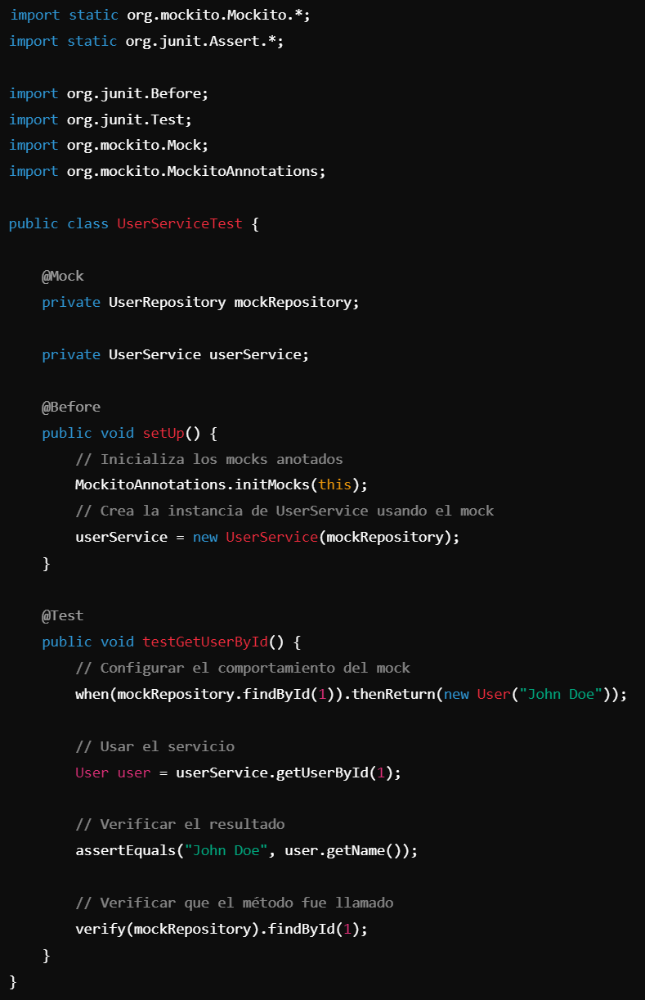 import static org.mockito.Mockito.*;
import static org.junit.Assert.*;

import org.junit.Before;
import org.junit.Test;
import org.mockito.Mock;
import org.mockito.MockitoAnnotations;

public class UserServiceTest {

    @Mock
    private UserRepository mockRepository;

    private UserService userService;

    @Before
    public void setUp() {
        // Inicializa los mocks anotados
        MockitoAnnotations.initMocks(this);
        // Crea la instancia de UserService usando el mock
        userService = new UserService(mockRepository);
    }

    @Test
    public void testGetUserById() {
        // Configurar el comportamiento del mock
        when(mockRepository.findById(1)).thenReturn(new User("John Doe"));

        // Usar el servicio
        User user = userService.getUserById(1);

        // Verificar el resultado
        assertEquals("John Doe", user.getName());

        // Verificar que el método fue llamado
        verify(mockRepository).findById(1);
    }
}